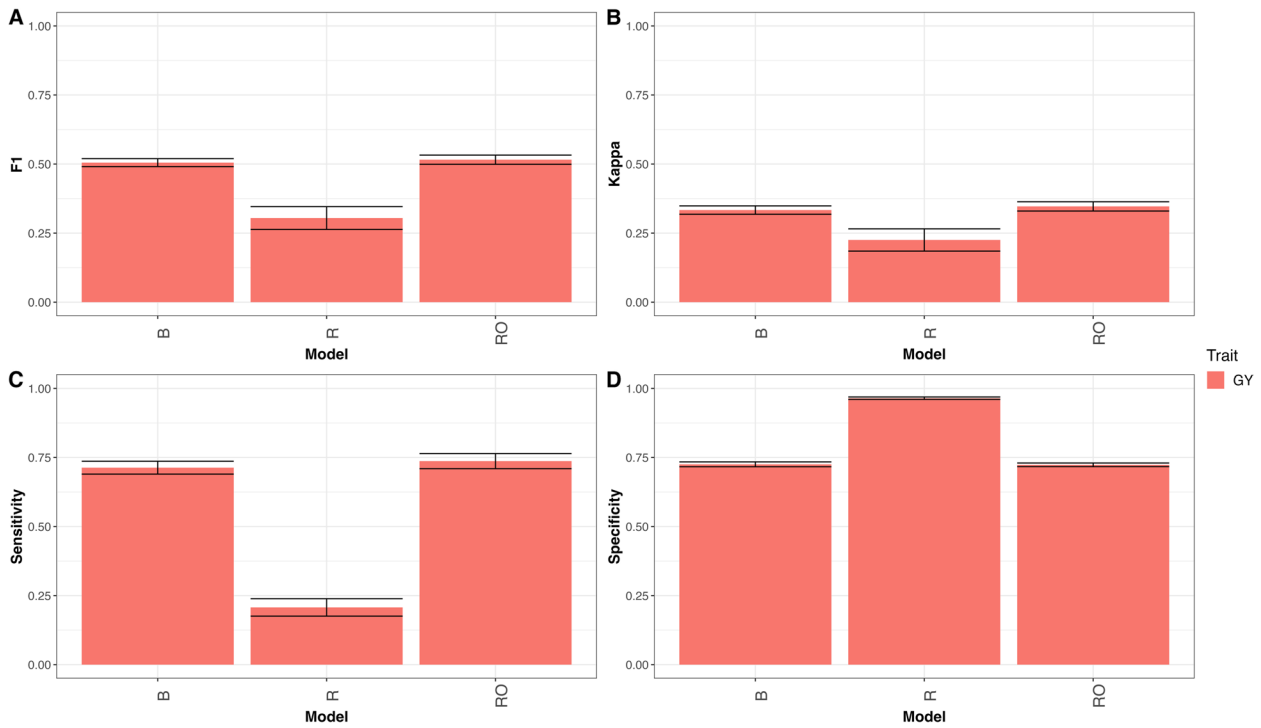 A
1.00
0.75
0.50
0.25
0.00
F1
B
R
RO
Model
B
1.00
0.75
0.50
0.25
0.00
Kappa
B
R
RO
Model
C
1.00
0.75
0.50
0.25
0.00
Sensitivity
B
R
RO
Model
D
1.00
0.75
0.50
0.25
0.00
Specificity
B
R
RO
Model
Trait
GY